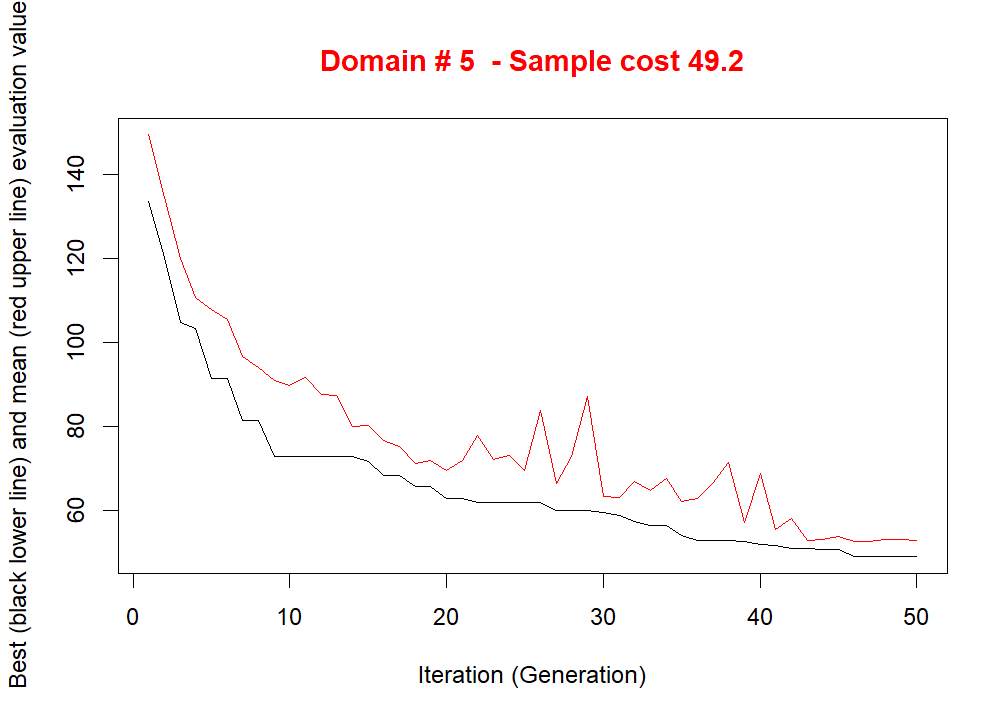 Domain # 5  - Sample cost 49.2
Best (black lower line) and mean (red upper line) evaluation value
140
120
100
80
60
0 10 20 30 40 50
Iteration (Generation)